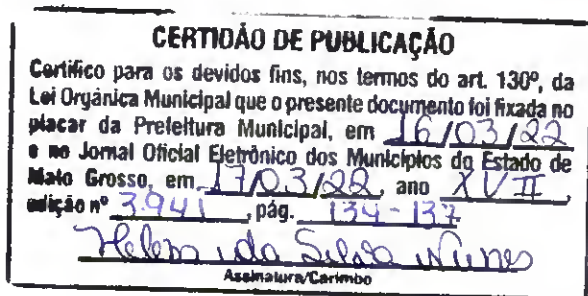 CERTIDÃO DE PUBLICAÇÃO
Certifico para os devidos fins, nos termos do art. 130º, da
Lei Orgânica Municipal que o presente documento foi fixada no
placar da Prefeitura Municipal, em 16/03/22
e no Jornal Oficial Eletrônico dos Municípios do Estado de
Mato Grosso, em 17/03/22, ano XVII,
edição nº 3.941, pág. 134-137
Helen da Silva Nunes
Assinatura/Carimbo